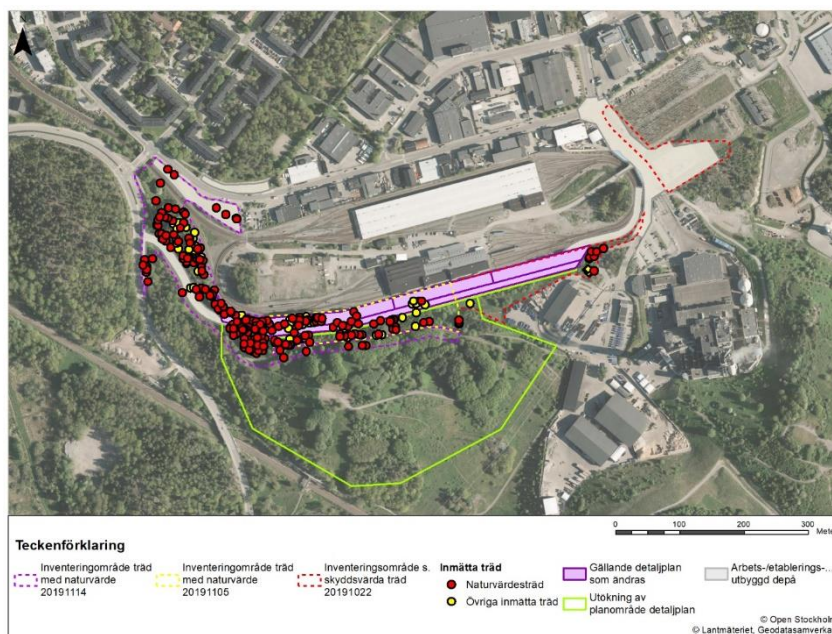 N
0
100
200
300
Mete
Teckenförklaring
Inventeringområde träd
med naturvärde
20191114
Inventeringområde träd
med naturvärde
20191105
Inventeringsområde s.
skyddsvärda träd
20191022
Inmätta träd
Naturvärdesträd
Övriga inmätta träd
Gällande detaljplan
som ändras
Utökning av
planområde detaljplan
Arbets-/etablerings-...
utbyggd depå
© Open Stockholm
© Lantmäteriet, Geodatasamverka